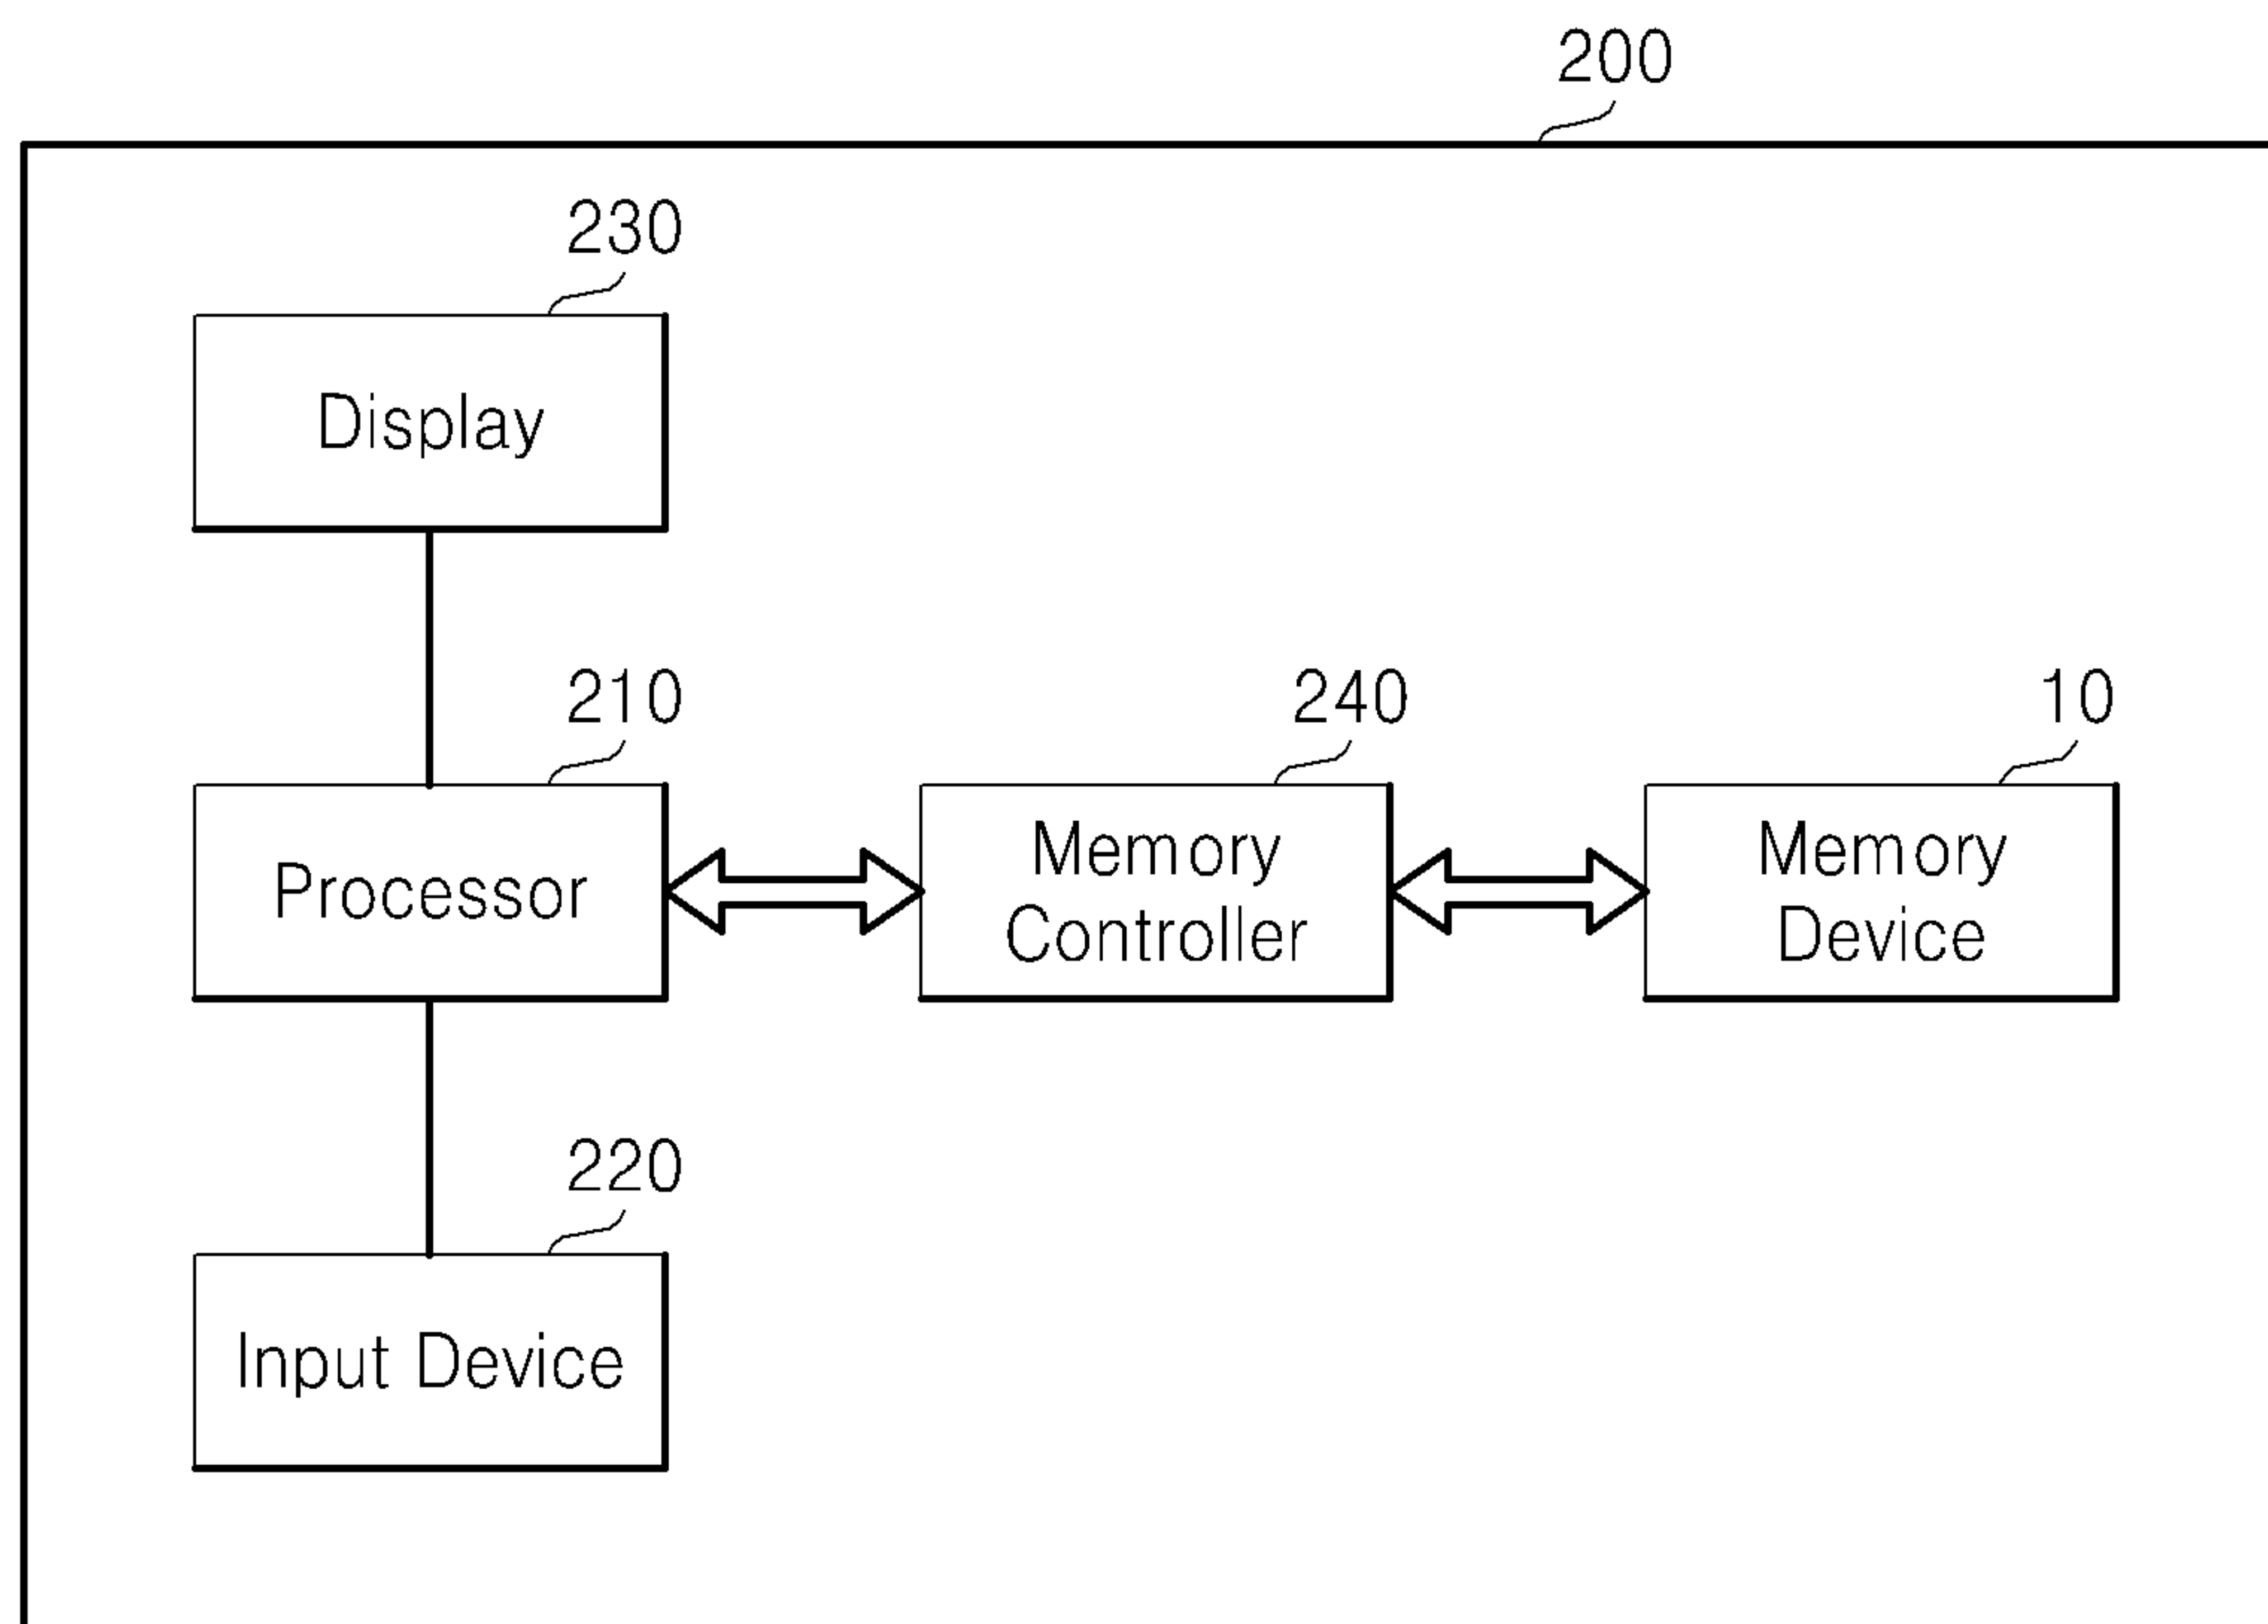 200
230
Display
210
240
10
Processor
Memory
Controller
Memory
Device
220
Input Device